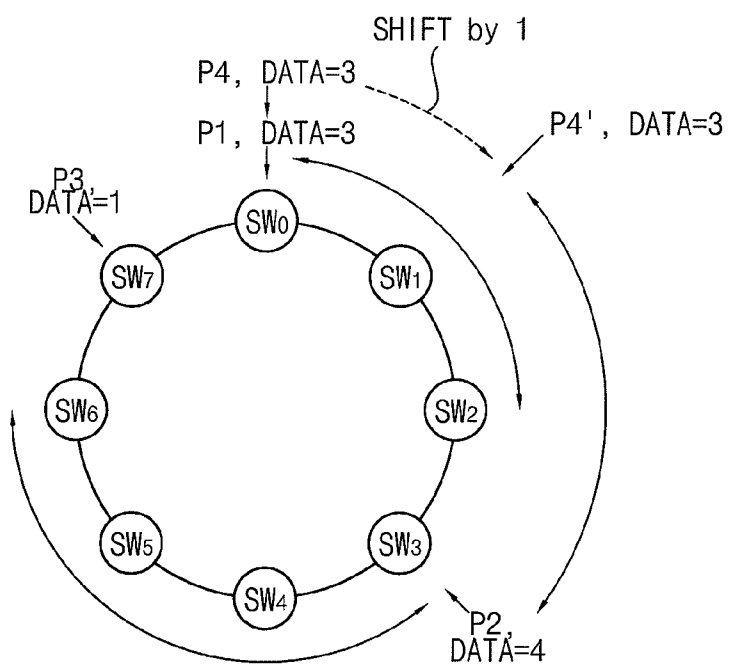 SHIFT by 1
P4, DATA=3
P1, DATA=3
P4', DATA=3
P3,
DATA=1
SW0
SW7
SW1
SW6
SW2
SW5
SW3
SW4
P2,
DATA=4